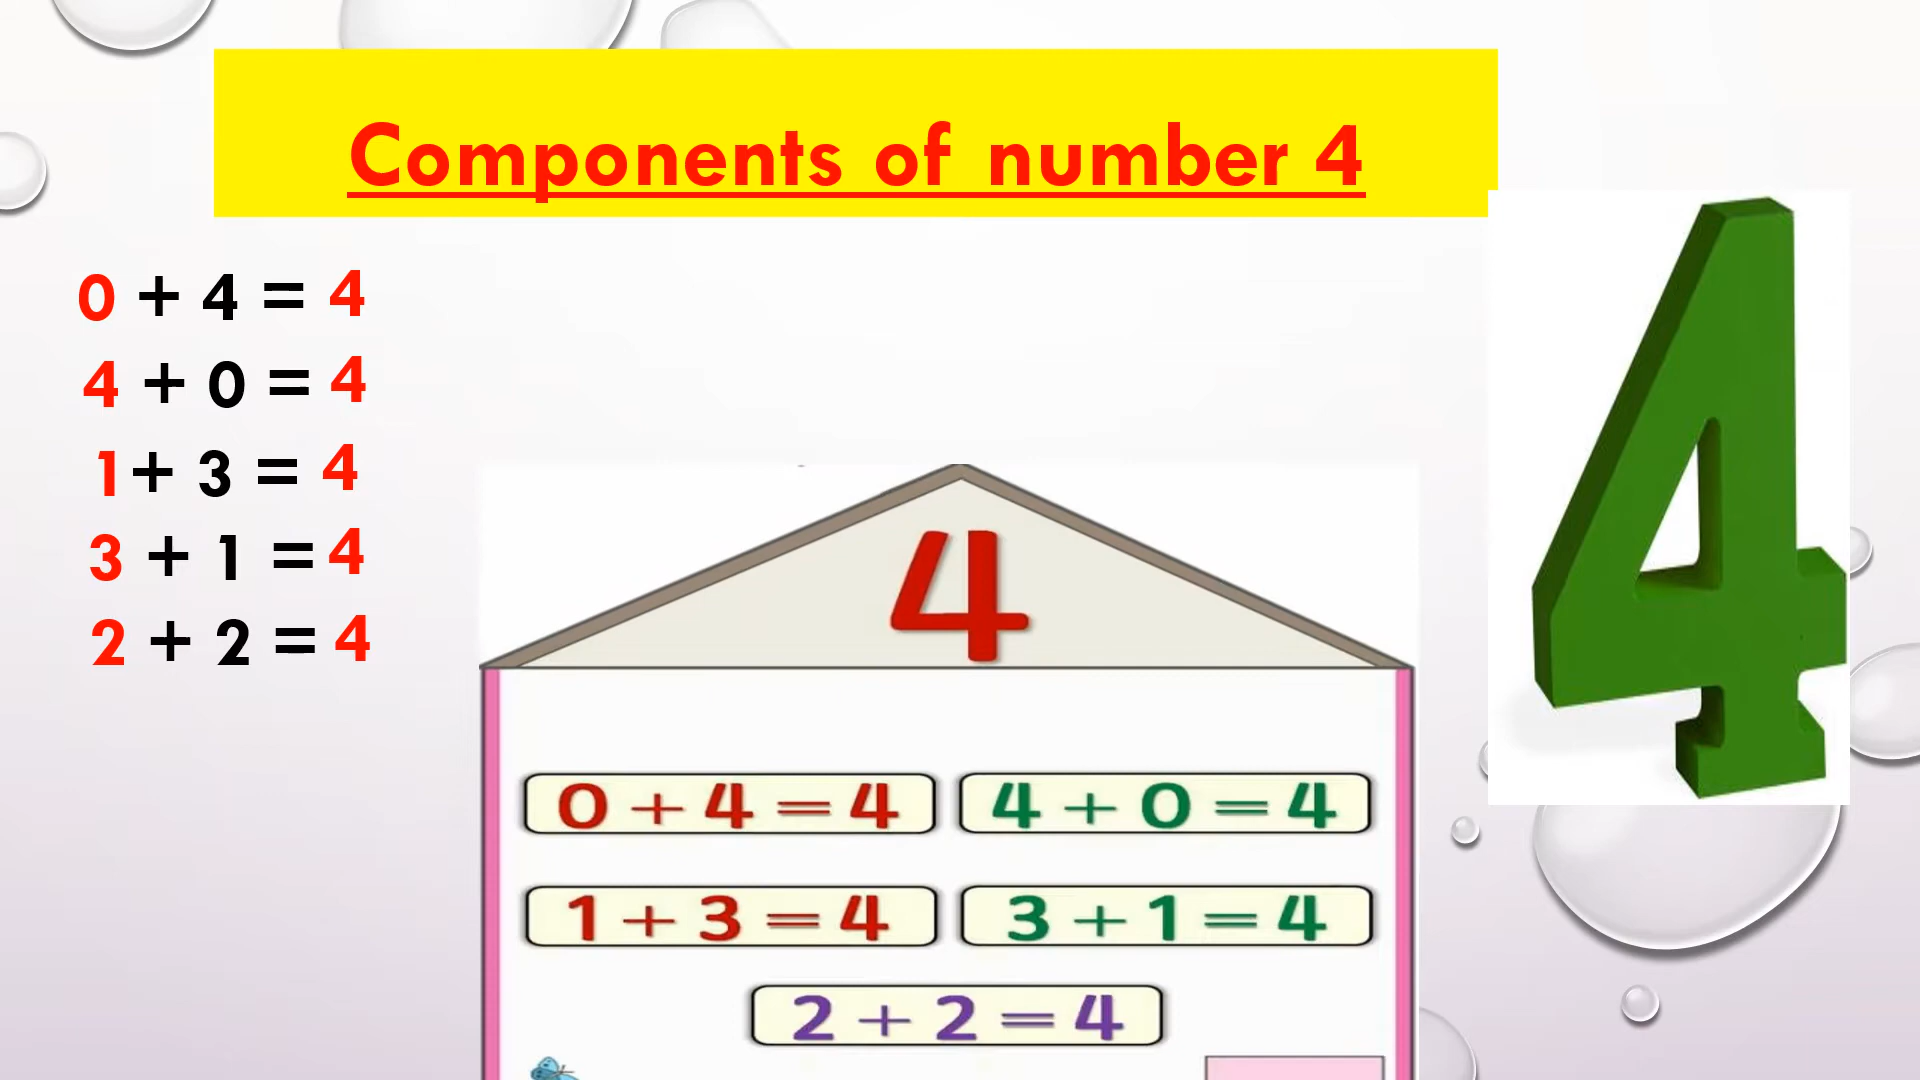 Components of number 4
0 + 4 = 4
4 + 0 = 4
1 + 3 = 4
3 + 1 = 4
2 + 2 = 4
4
4
0 + 4 = 4
4 + 0 = 4
1 + 3 = 4
3 + 1 = 4
2 + 2 = 4